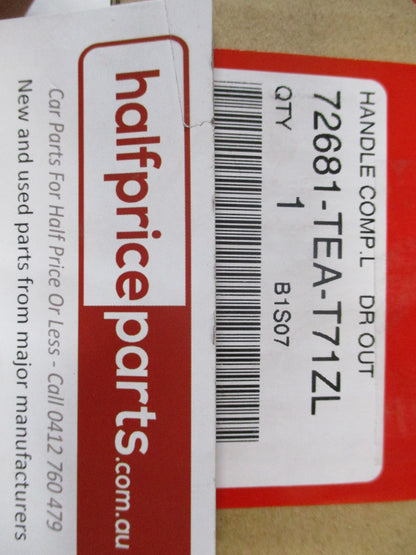 HANDLE COMP.L DR OUT
72681-TEA-T71ZL
QTY 1 B1S07
halfpriceparts.com.au
Car Parts For Half Price Or Less - Call 0412 760 479
New and used parts from major manufacturers